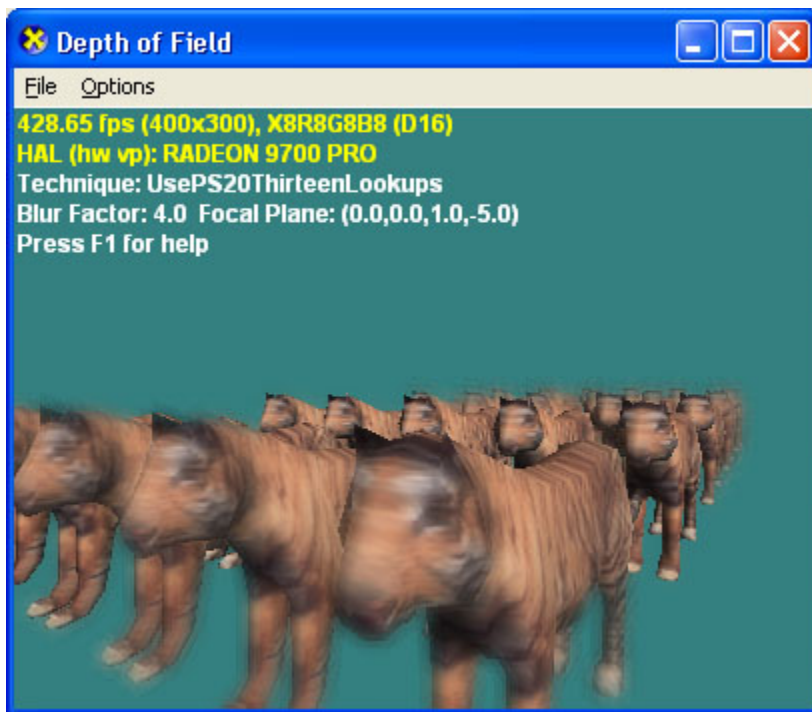 Depth of Field
File Options
428.65 fps (400x300), X8R8G8B8 (D16)
HAL (hw vp): RADEON 9700 PRO
Technique: UsePS20ThirteenLookups
Blur Factor: 4.0 Focal Plane: (0.0,0.0,1.0,-5.0)
Press F1 for help